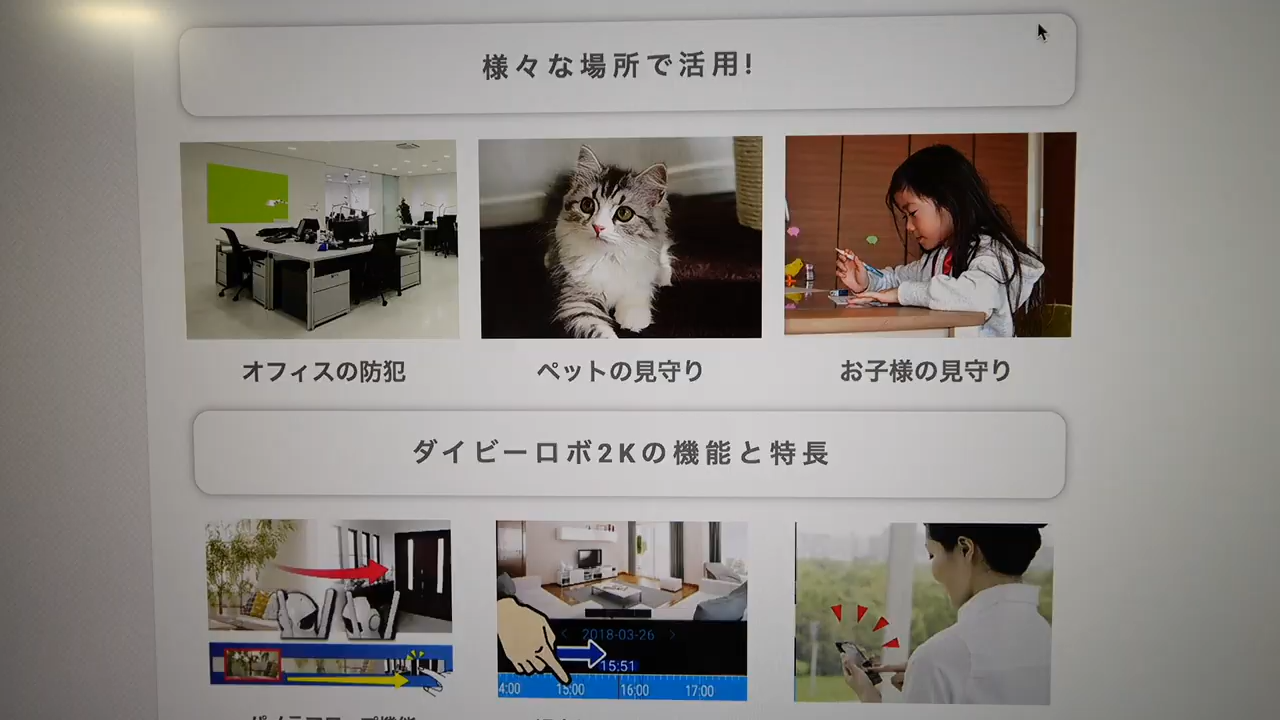 様々な場所で活用!
オフィスの防犯
ペットの見守り
お子様の見守り
ダイビーロボ2Kの機能と特長
2018-03-26
15:51
4:00 15:00 16:00 17:00